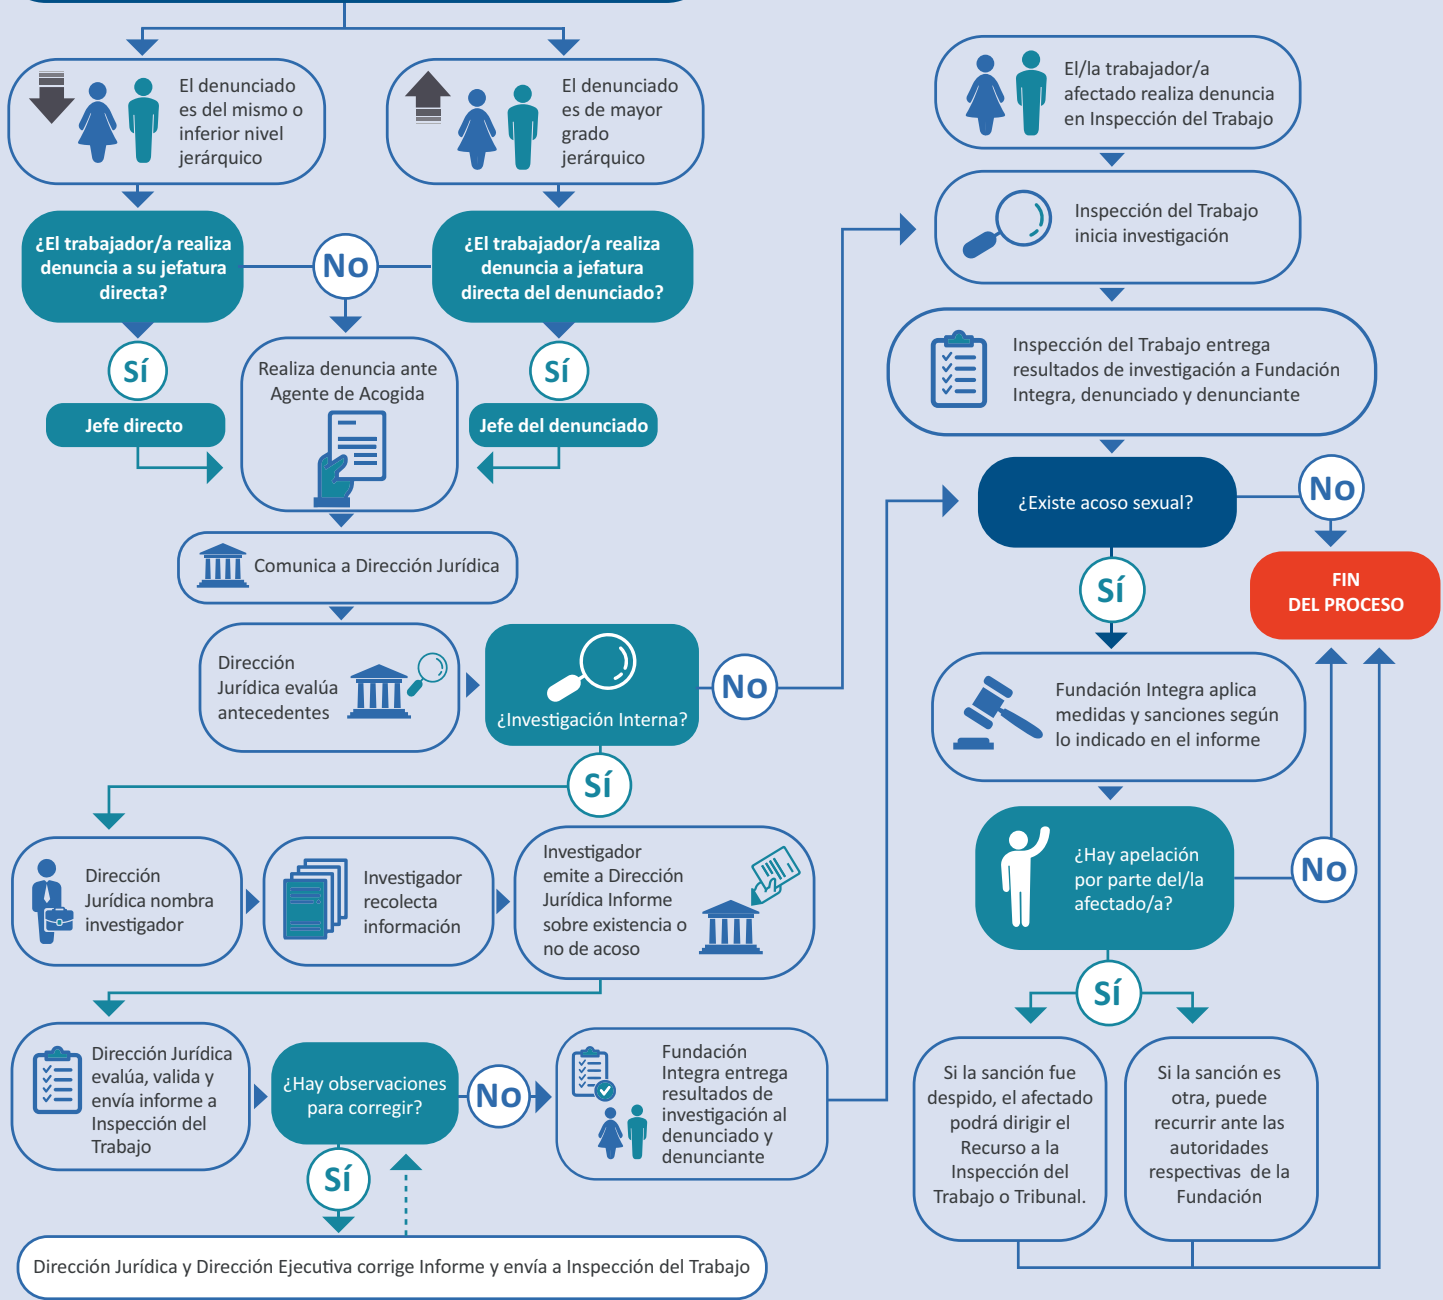 El denunciado
es del mismo o
inferior nivel
jerárquico
El denunciado
es de mayor
grado
jerárquico
¿El trabajador/a realiza
denuncia a su jefatura
directa?
No
¿El trabajador/a realiza
denuncia a jefatura
directa del denunciado?
Sí
Jefe directo
Realiza denuncia ante
Agente de Acogida
Sí
Jefe del denunciado
Comunica a Dirección Jurídica
Dirección
Jurídica evalúa
antecedentes
¿Investigación Interna?
No
Sí
Dirección
Jurídica nombra
investigador
Investigador
recolecta
información
Investigador
emite a Dirección
Jurídica Informe
sobre existencia o
no de acoso
Dirección Jurídica
evalúa, valida y
envía informe a
Inspección del
Trabajo
¿Hay observaciones
para corregir?
No
Fundación
Integra entrega
resultados de
investigación al
denunciado y
denunciante
Sí
Dirección Jurídica y Dirección Ejecutiva corrige Informe y envía a Inspección del Trabajo
El/la trabajador/a
afectado realiza denuncia
en Inspección del Trabajo
Inspección del Trabajo
inicia investigación
Inspección del Trabajo entrega
resultados de investigación a Fundación
Integra, denunciado y denunciante
¿Existe acoso sexual?
No
Sí
FIN
DEL PROCESO
Fundación Integra aplica
medidas y sanciones según
lo indicado en el informe
¿Hay apelación
por parte del/la
afectado/a?
No
Sí
Si la sanción fue
despido, el afectado
podrá dirigir el
Recurso a la
Inspección del
Trabajo o Tribunal.
Si la sanción es
otra, puede
recurrir ante las
autoridades
respectivas de la
Fundación